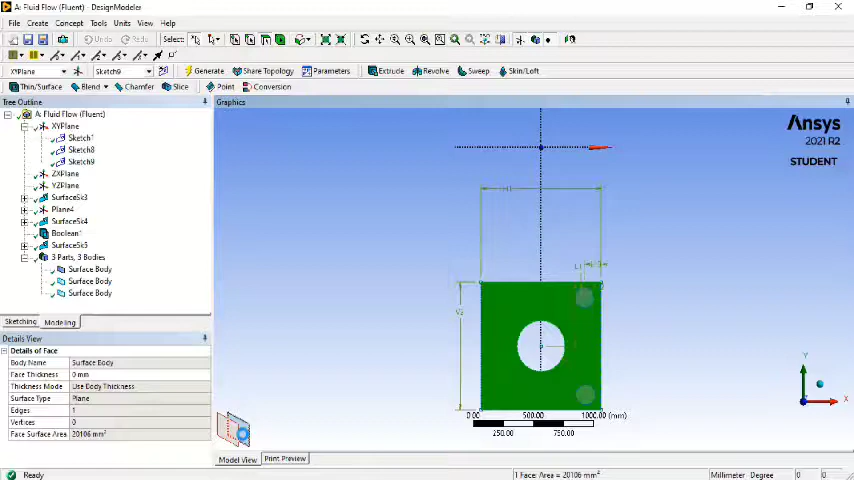 A: Fluid Flow (Fluent) - DesignModeler
File Create Concept Tools Units View Help
Undo Redo Select:
XYPlane Sketch9 Generate Share Topology Parameters Extrude Revolve Sweep Skin/Loft
Thin/Surface Blend Chamfer Slice Point Conversion
Tree Outline
Graphics
A: Fluid Flow (Fluent)
XYPlane
Sketch1
Sketch8
Sketch9
ZXPlane
YZPlane
SurfaceSk3
Plane4
SurfaceSk4
Boolean1
SurfaceSk5
3 Parts, 3 Bodies
Surface Body
Surface Body
Surface Body
Sketching Modeling
Details View
Details of Face
Body Name Surface Body
Face Thickness 0 mm
Thickness Mode Use Body Thickness
Surface Type Plane
Edges 1
Vertices 0
Face Surface Area 20106 mm²
Ansys
2021 R2
STUDENT
V2
0.00 500.00 1000.00 (mm)
250.00 750.00
Y
X
Model View Print Preview
Ready 1 Face: Area = 20106 mm² Millimeter Degree 0 0